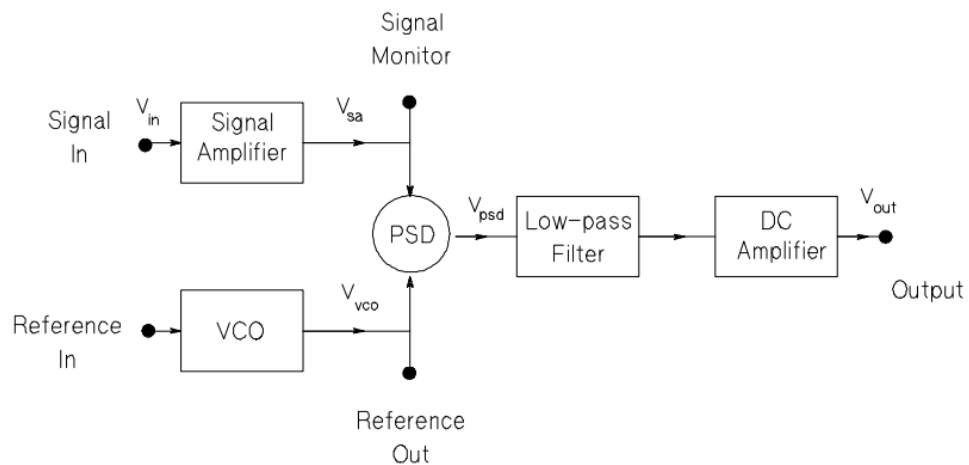 Signal
Monitor
Signal
In
V_in
Signal
Amplifier
V_sa
PSD
V_psd
Low-pass
Filter
DC
Amplifier
V_out
Output
Reference
In
VCO
V_vco
Reference
Out